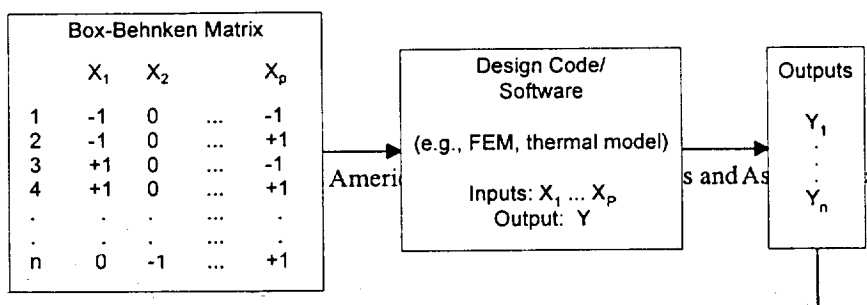 Box-Behnken Matrix
X1 X2 Xp
1 -1 0 ... -1
2 -1 0 ... +1
3 +1 0 ... -1
4 +1 0 ... +1
. . . ... .
. . . ... .
n 0 -1 ... +1
Design Code/
Software
(e.g., FEM, thermal model)
Inputs: X1 ... Xp
Output: Y
Outputs
Y1
.
.
.
Yn